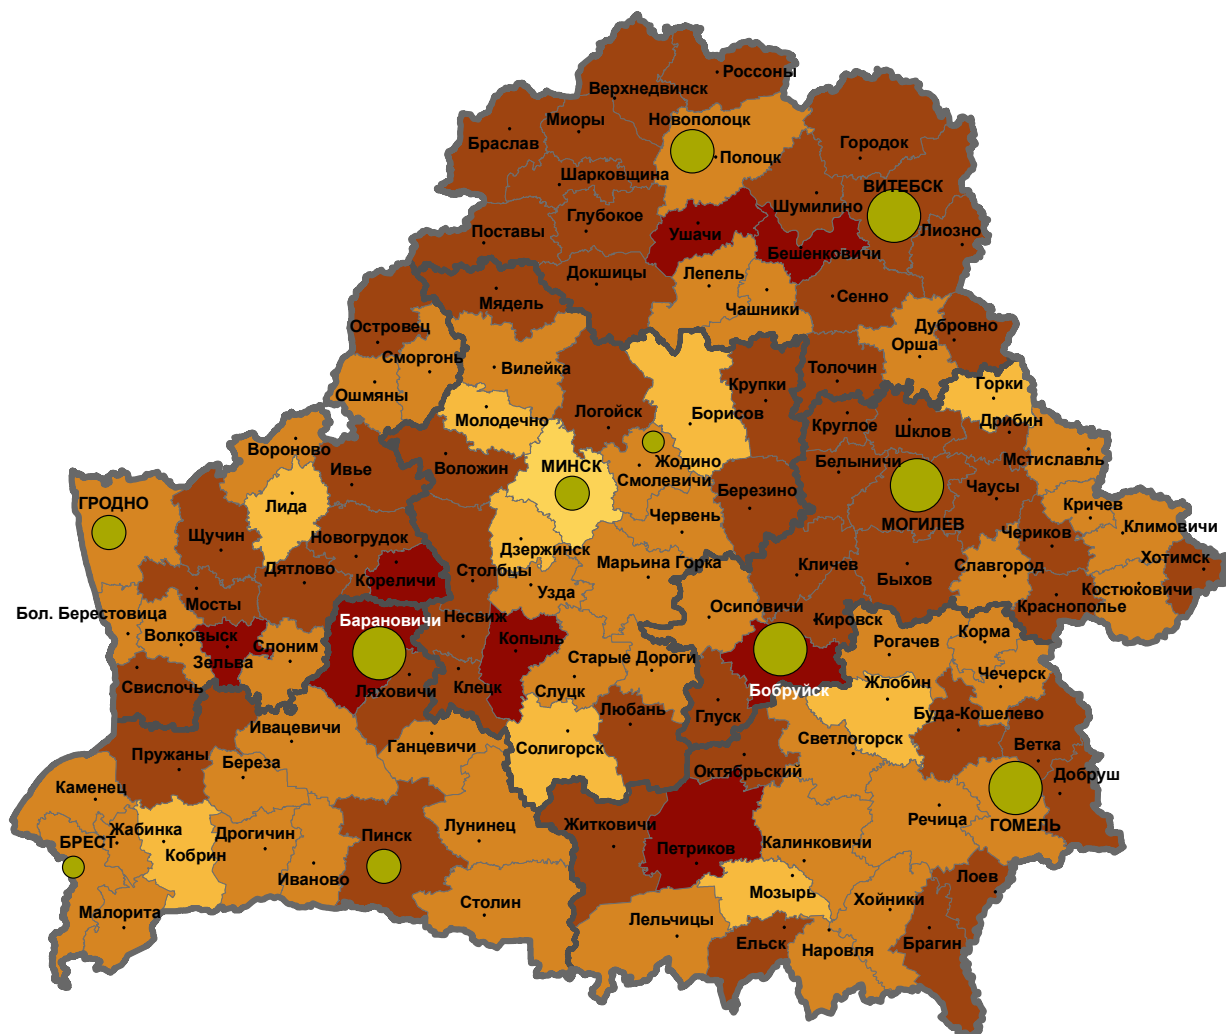 Россоны
Верхнедвинск
Миоры
Новополоцк
Браслав
Городок
Полоцк
Шарковщина
ВИТЕБСК
Шумилино
Глубокое
Поставы
Ушачи
Лиозно
Бешенковичи
Докшицы
Лепель
Мядель
Сенно
Чашники
Островец
Дубровно
Орша
Сморгонь
Вилейка
Толочин
Крупки
Горки
Ошмяны
Логойск
Борисов
Молодечно
Дрибин
Круглое
Шклов
Вороново
Воложин
Жодино
Белыничи
Мстиславль
Ивье
МИНСК
Смолевичи
Березино
Чаусы
ГРОДНО
Лида
Кричев
МОГИЛЕВ
Климовичи
Червень
Щучин
Новогрудок
Чериков
Дзержинск
Хотимск
Марьина Горка
Кличев
Славгород
Дятлово
Столбцы
Кореличи
Быхов
Узда
Костюковичи
Мосты
Осиповичи
Краснополье
Бол. Берестовица
Несвиж
Барановичи
Кировск
Волковыск
Копыль
Корма
Рогачев
Слоним
Зельва
Старые Дороги
Чечерск
Свислочь
Ляховичи
Клецк
Жлобин
Бобруйск
Слуцк
Любань
Глуск
Буда-Кошелево
Ивацевичи
Светлогорск
Ганцевичи
Солигорск
Ветка
Пружаны
Береза
Октябрьский
Добруш
Каменец
Речица
ГОМЕЛЬ
Жабинка
Дрогичин
Пинск
Лунинец
Житковичи
БРЕСТ
Кобрин
Петриков
Калинковичи
Иваново
Лоев
Мозырь
Столин
Хойники
Малорита
Лельчицы
Ельск
Наровля
Брагин